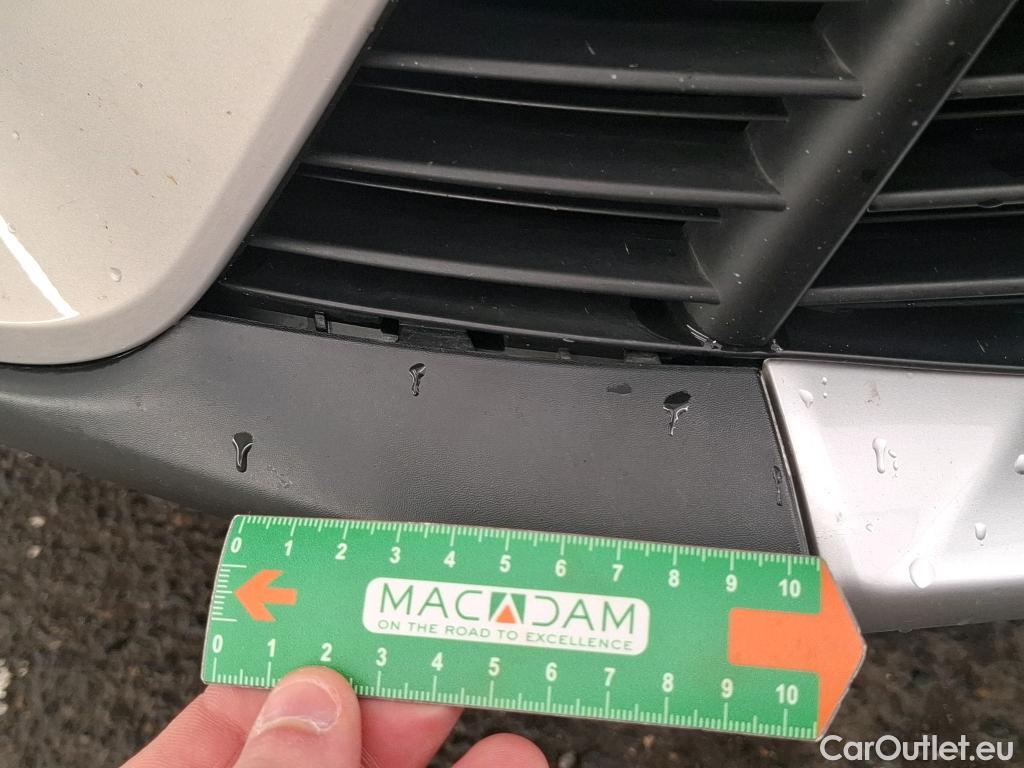 0 1 2 3 4 5 6 7 8 9 10
MACADAM
ON THE ROAD TO EXCELLENCE
0 1 2 3 4 5 6 7 8 9 10
CarOutlet.eu